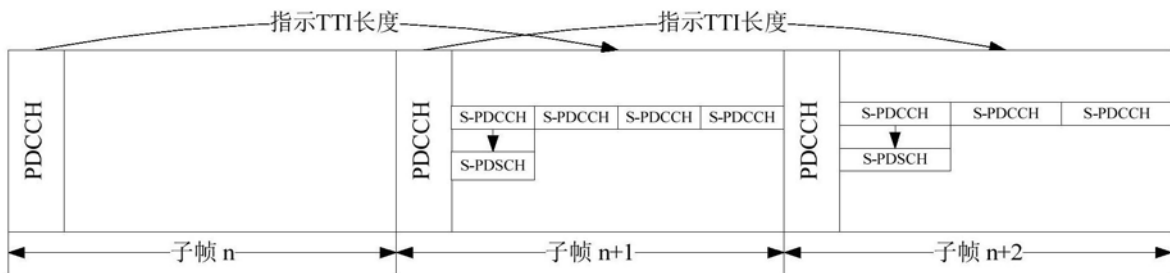 指示TTI长度
指示TTI长度
PDCCH
PDCCH
PDCCH
S-PDCCH S-PDCCH S-PDCCH S-PDCCH
S-PDSCH
S-PDCCH S-PDCCH S-PDCCH
S-PDSCH
子帧 n
子帧 n+1
子帧 n+2